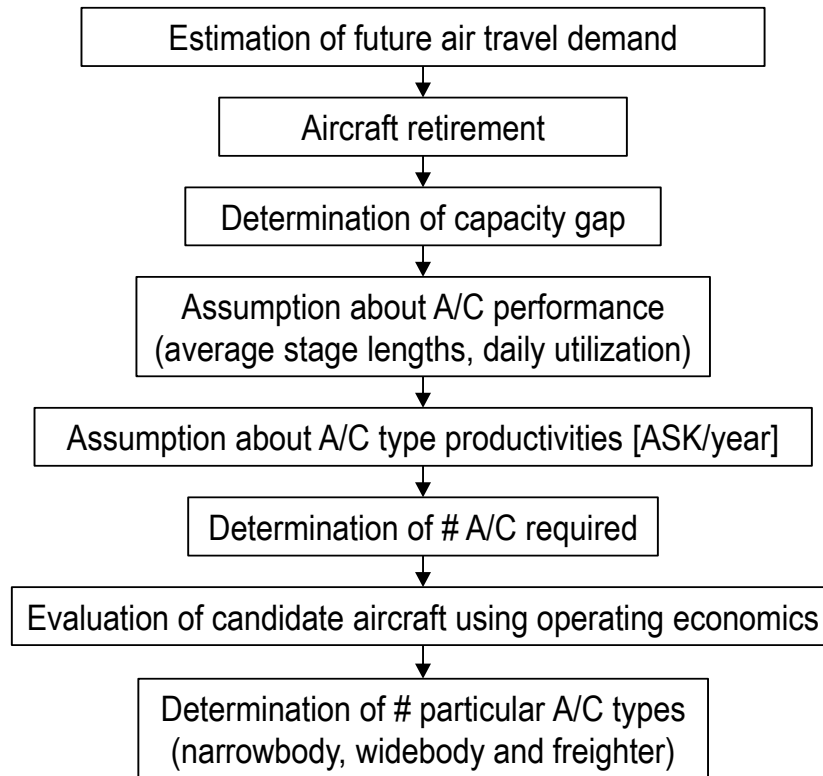 Estimation of future air travel demand
Aircraft retirement
Determination of capacity gap
Assumption about A/C performance
(average stage lengths, daily utilization)
Assumption about A/C type productivities [ASK/year]
Determination of # A/C required
Evaluation of candidate aircraft using operating economics
Determination of # particular A/C types
(narrowbody, widebody and freighter)